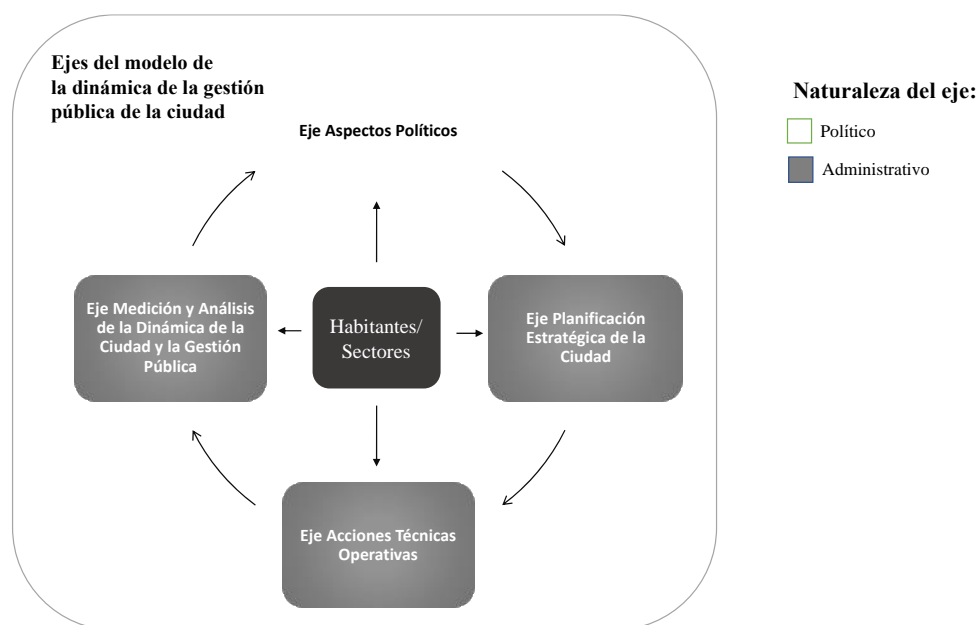 Ejes del modelo de
la dinámica de la gestión
pública de la ciudad
Naturaleza del eje:
Político
Administrativo
Eje Aspectos Políticos
Eje Medición y Análisis
de la Dinámica de la
Ciudad y la Gestión
Pública
Habitantes/
Sectores
Eje Planificación
Estratégica de la
Ciudad
Eje Acciones Técnicas
Operativas